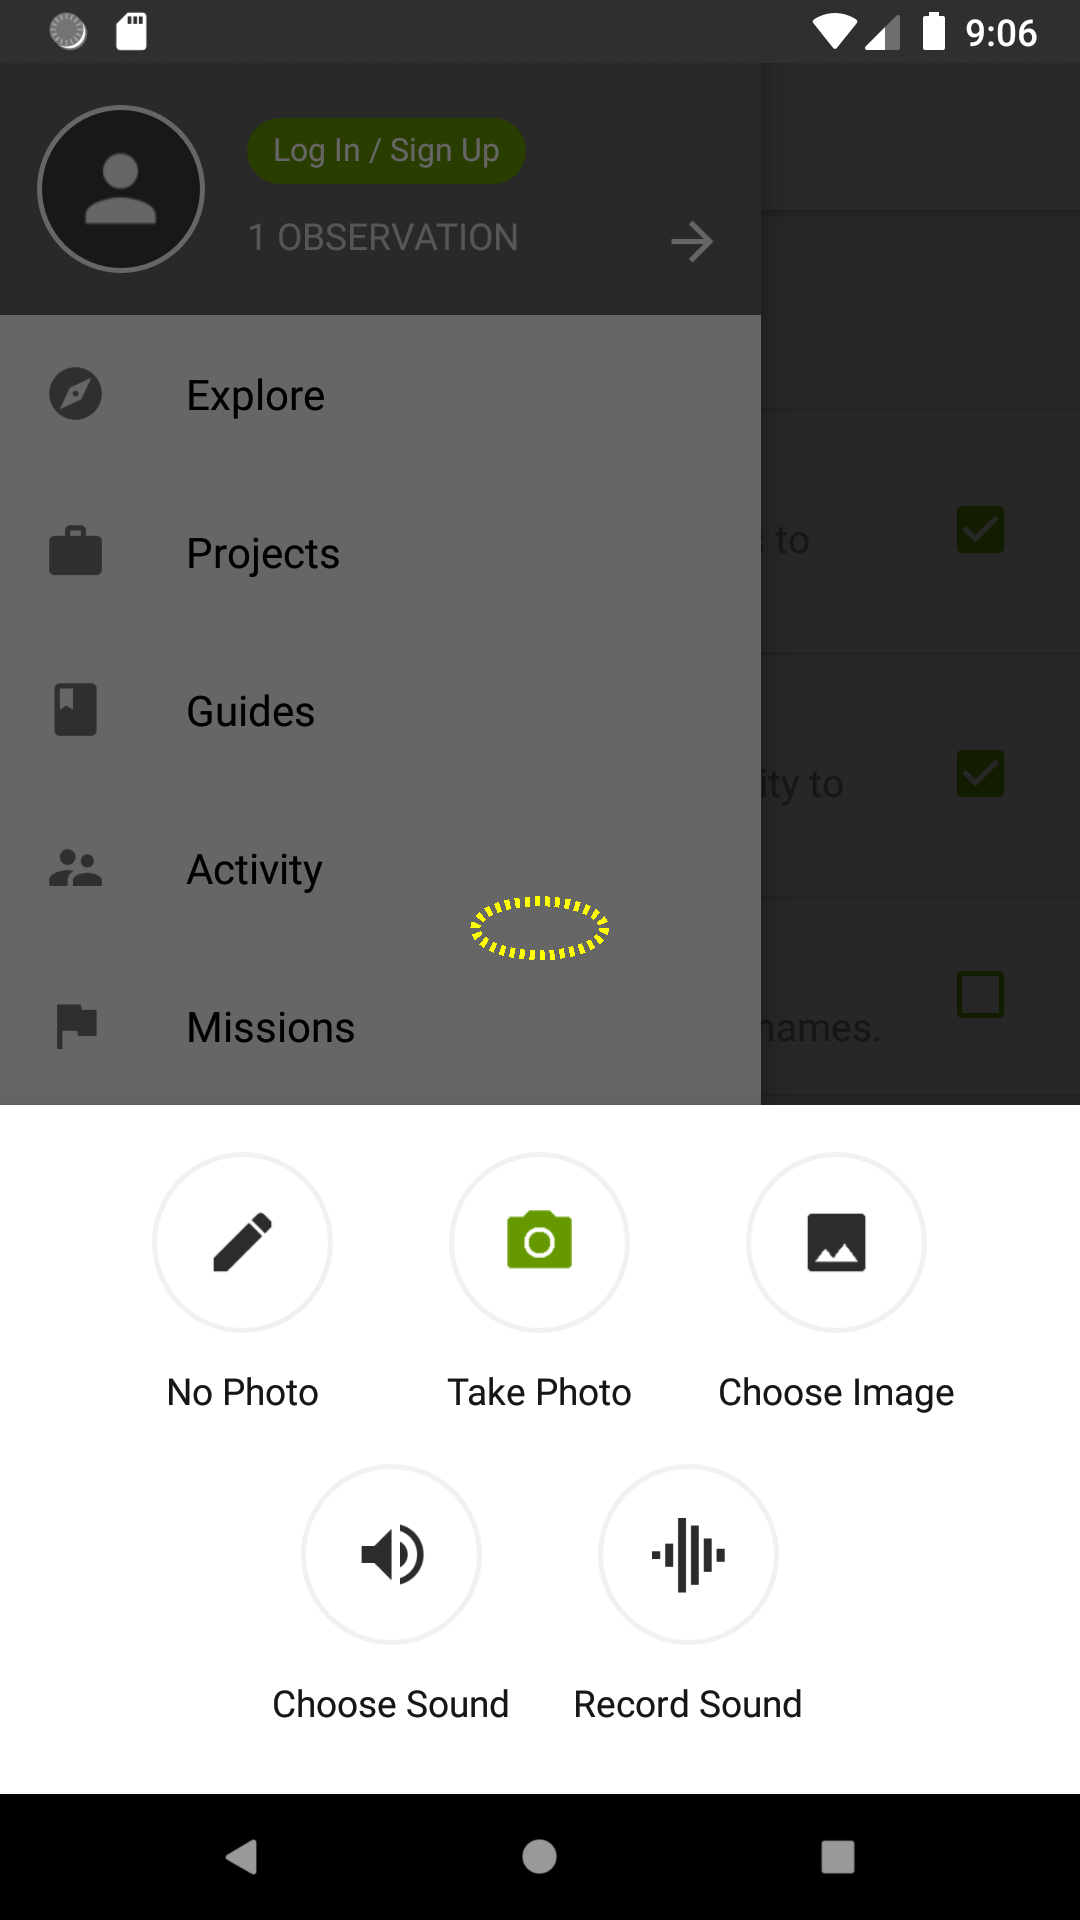 9:06
Log In / Sign Up
1 OBSERVATION
Explore
Projects
to
Guides
ity to
Activity
Missions
names.
No Photo
Take Photo
Choose Image
Choose Sound
Record Sound